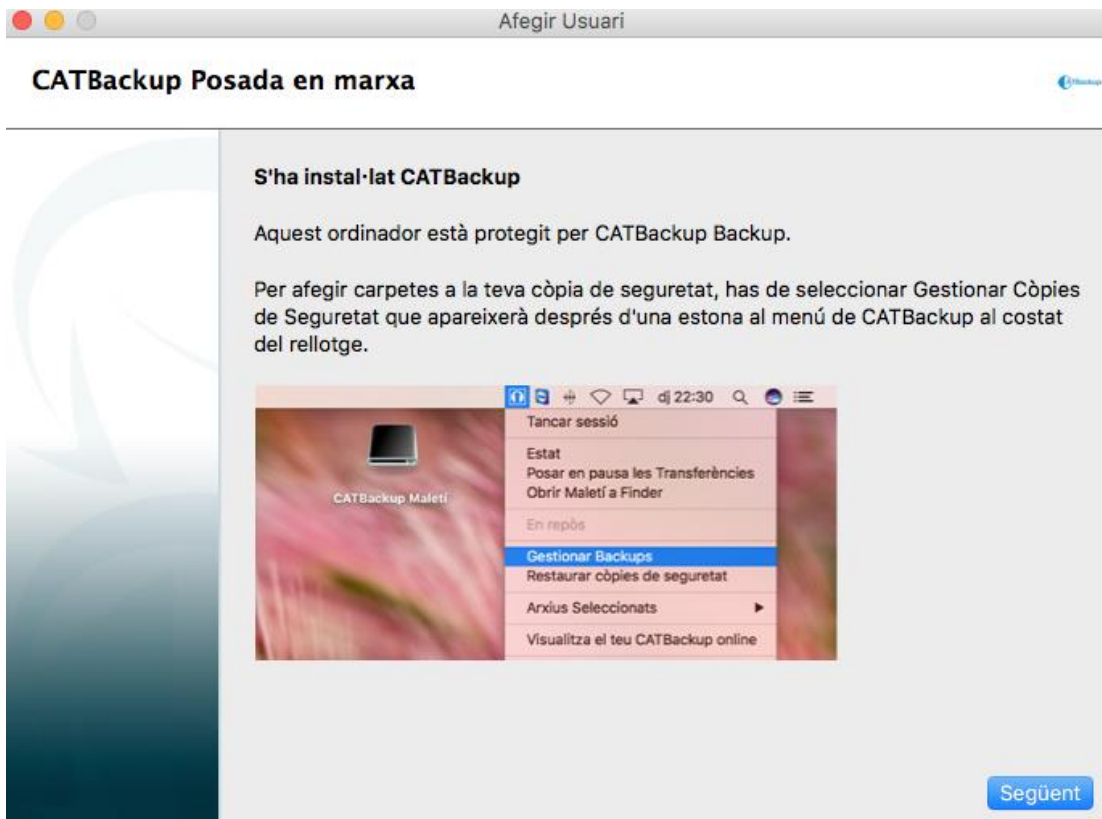 Afegir Usuari
CATBackup Posada en marxa
CATBackup
S'ha instal·lat CATBackup
Aquest ordinador està protegit per CATBackup Backup.
Per afegir carpetes a la teva còpia de seguretat, has de seleccionar Gestionar Còpies
de Seguretat que apareixerà després d'una estona al menú de CATBackup al costat
del rellotge.
dj 22:30
Tancar sessió
Estat
Posar en pausa les Transferències
Obrir Maletí a Finder
CATBackup Maletí
En repòs
Gestionar Backups
Restaurar còpies de seguretat
Arxius Seleccionats
Visualitza el teu CATBackup online
Següent